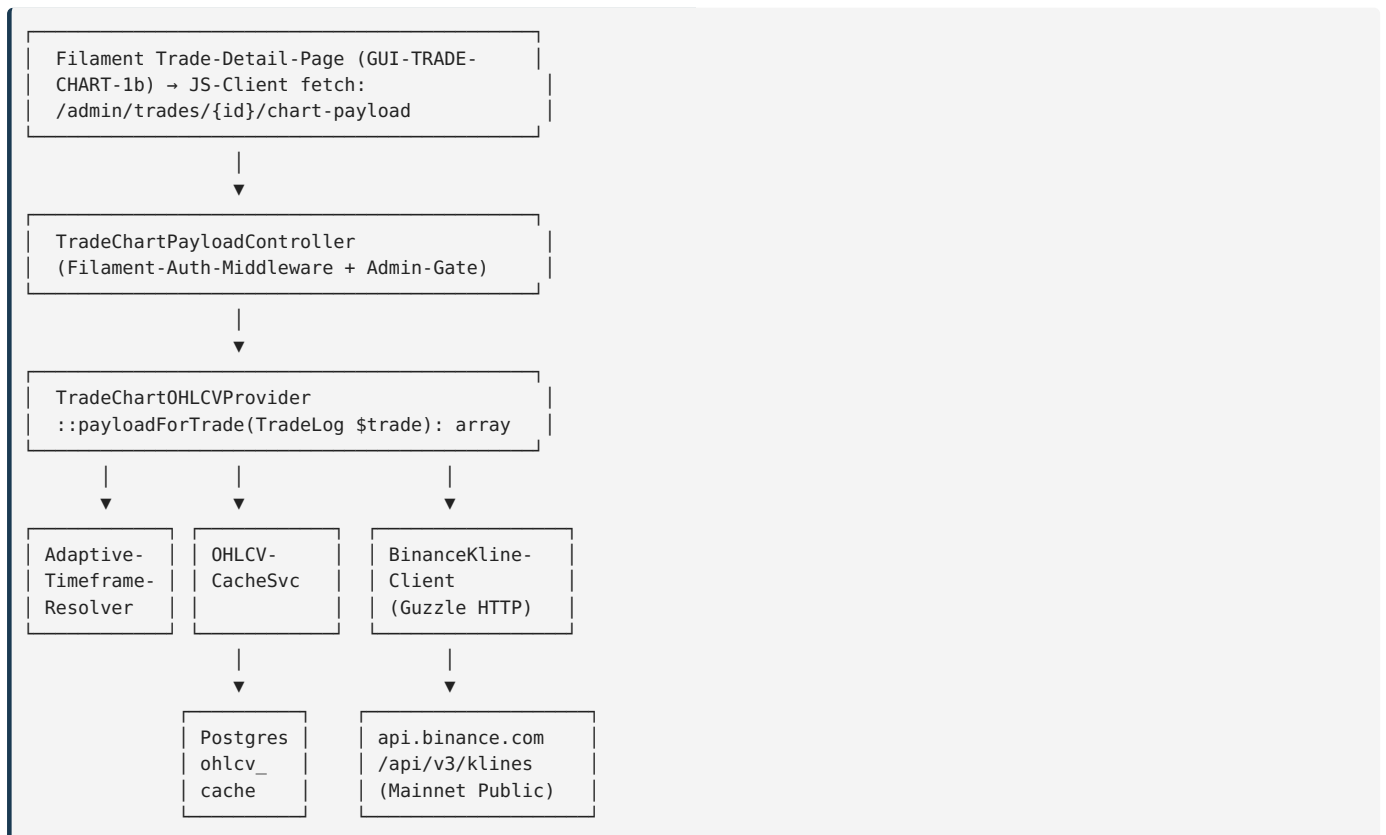 Filament Trade-Detail-Page (GUI-TRADE-
CHART-1b) → JS-Client fetch:
/admin/trades/{id}/chart-payload
TradeChartPayloadController
(Filament-Auth-Middleware + Admin-Gate)
TradeChartOHLCVProvider
::payloadForTrade(TradeLog $trade): array
Adaptive-
Timeframe-
Resolver
OHLCV-
CacheSvc
BinanceKline-
Client
(Guzzle HTTP)
Postgres
ohlcv_
cache
api.binance.com
/api/v3/klines
(Mainnet Public)